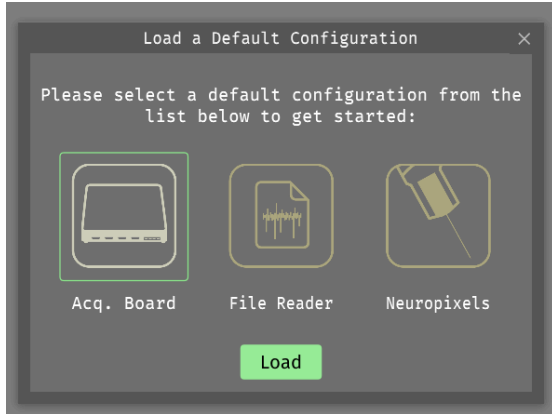 Load a Default Configuration
Please select a default configuration from the
list below to get started:
Acq. Board
File Reader
Neuropixels
Load